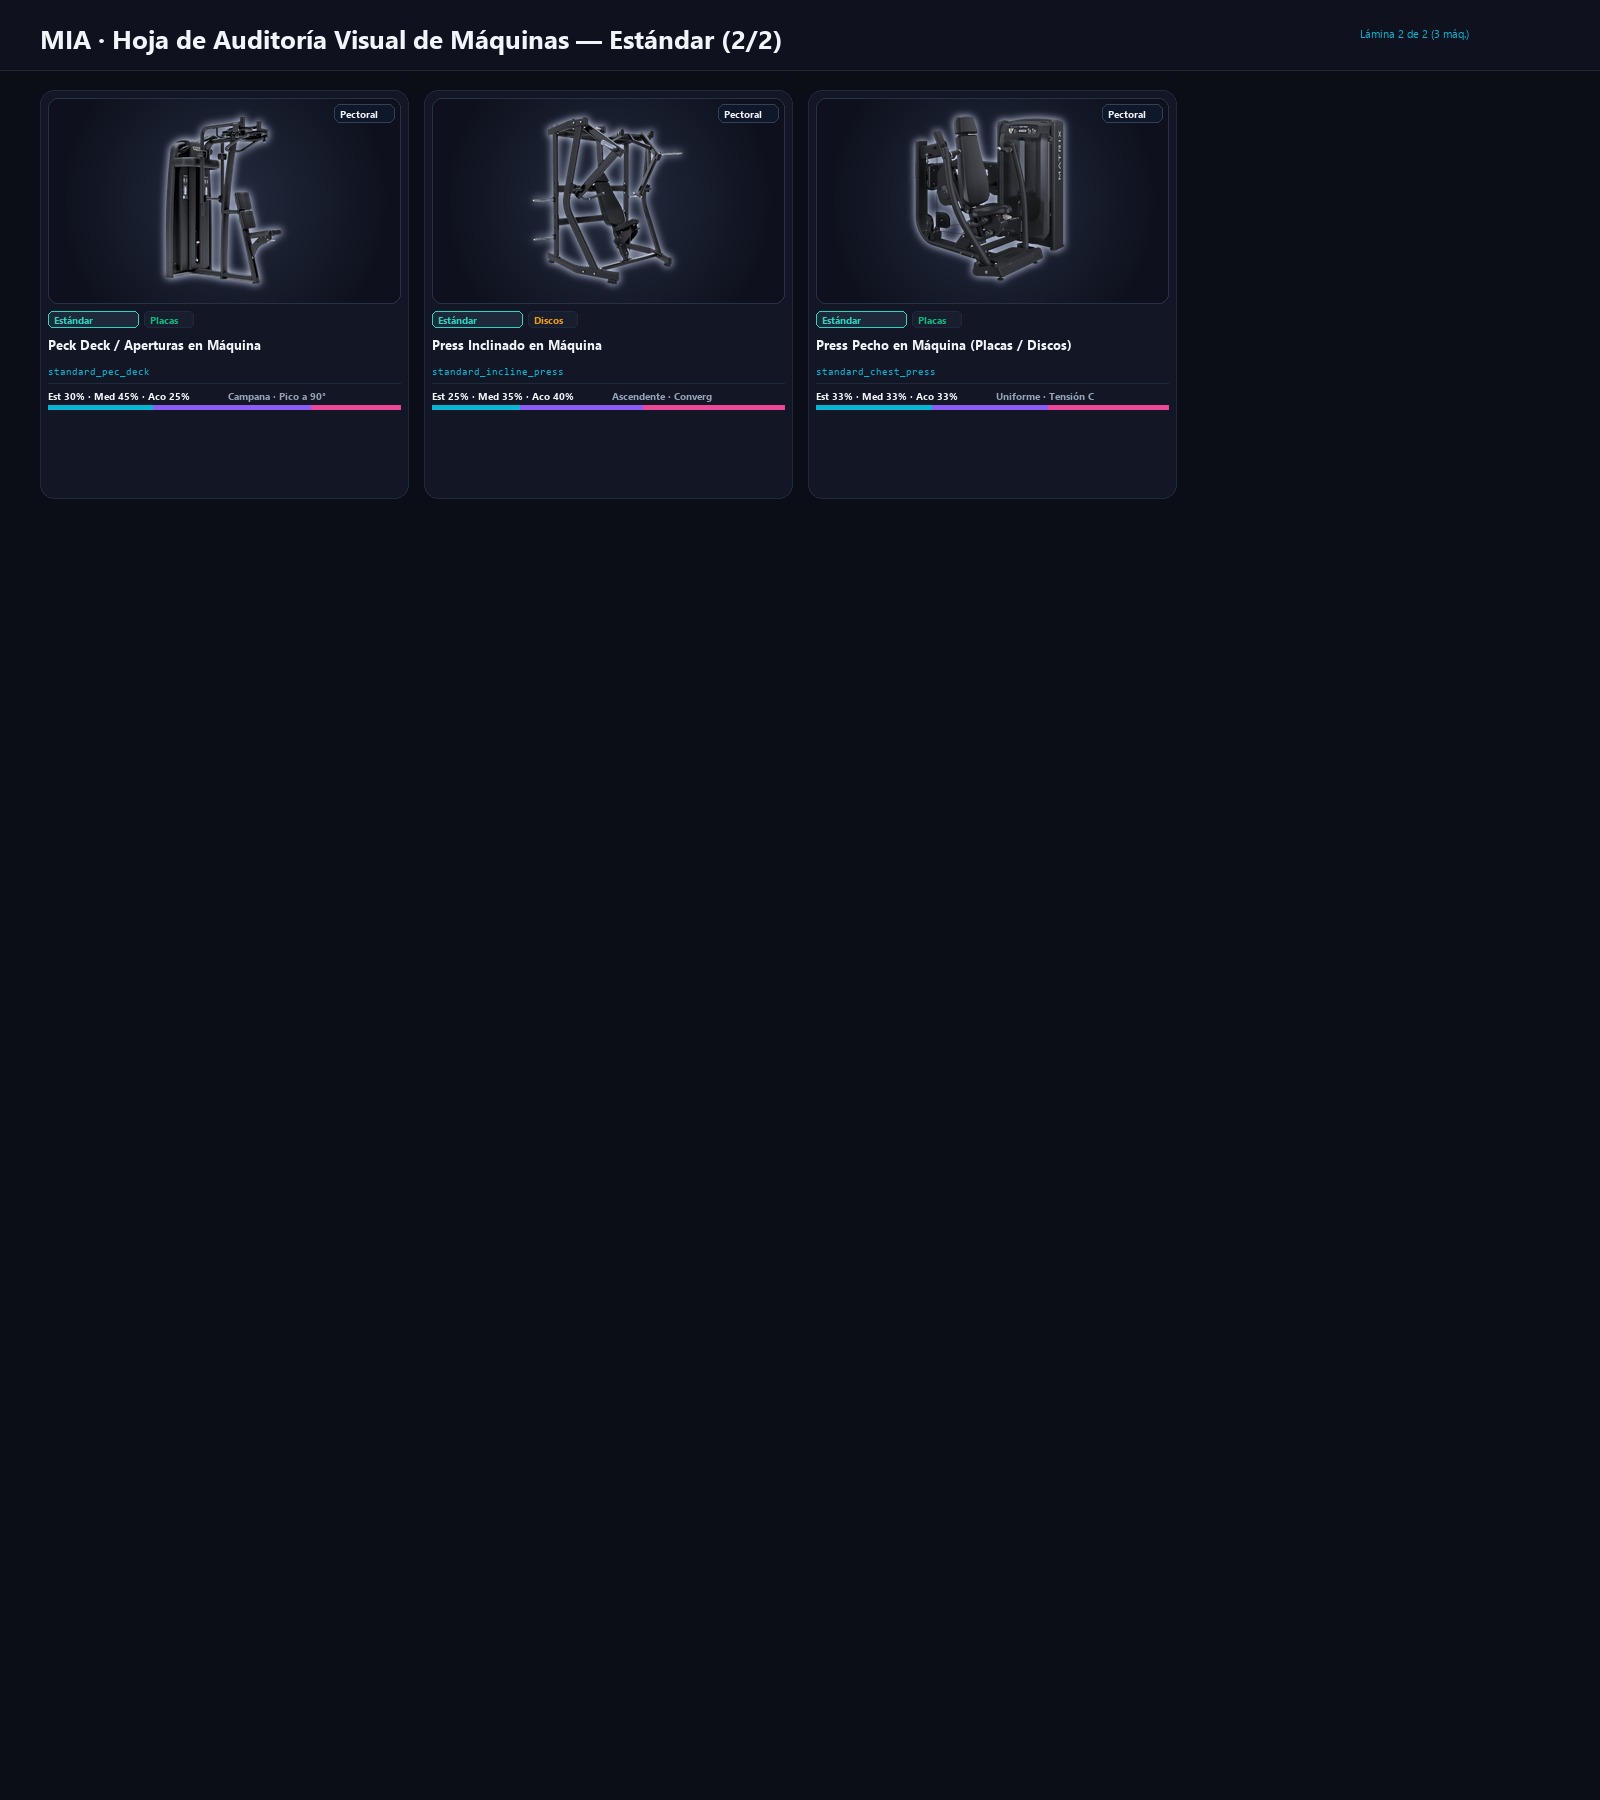 MIA · Hoja de Auditoría Visual de Máquinas — Estándar (2/2)
Lámina 2 de 2 (3 máq.)
Pectoral
Estándar
Placas
Peck Deck / Aperturas en Máquina
standard_pec_deck
Est 30% · Med 45% · Aco 25%
Campana · Pico a 90°
Pectoral
Estándar
Discos
Press Inclinado en Máquina
standard_incline_press
Est 25% · Med 35% · Aco 40%
Ascendente · Converg
Pectoral
MATRIX
Estándar
Placas
Press Pecho en Máquina (Placas / Discos)
standard_chest_press
Est 33% · Med 33% · Aco 33%
Uniforme · Tensión C